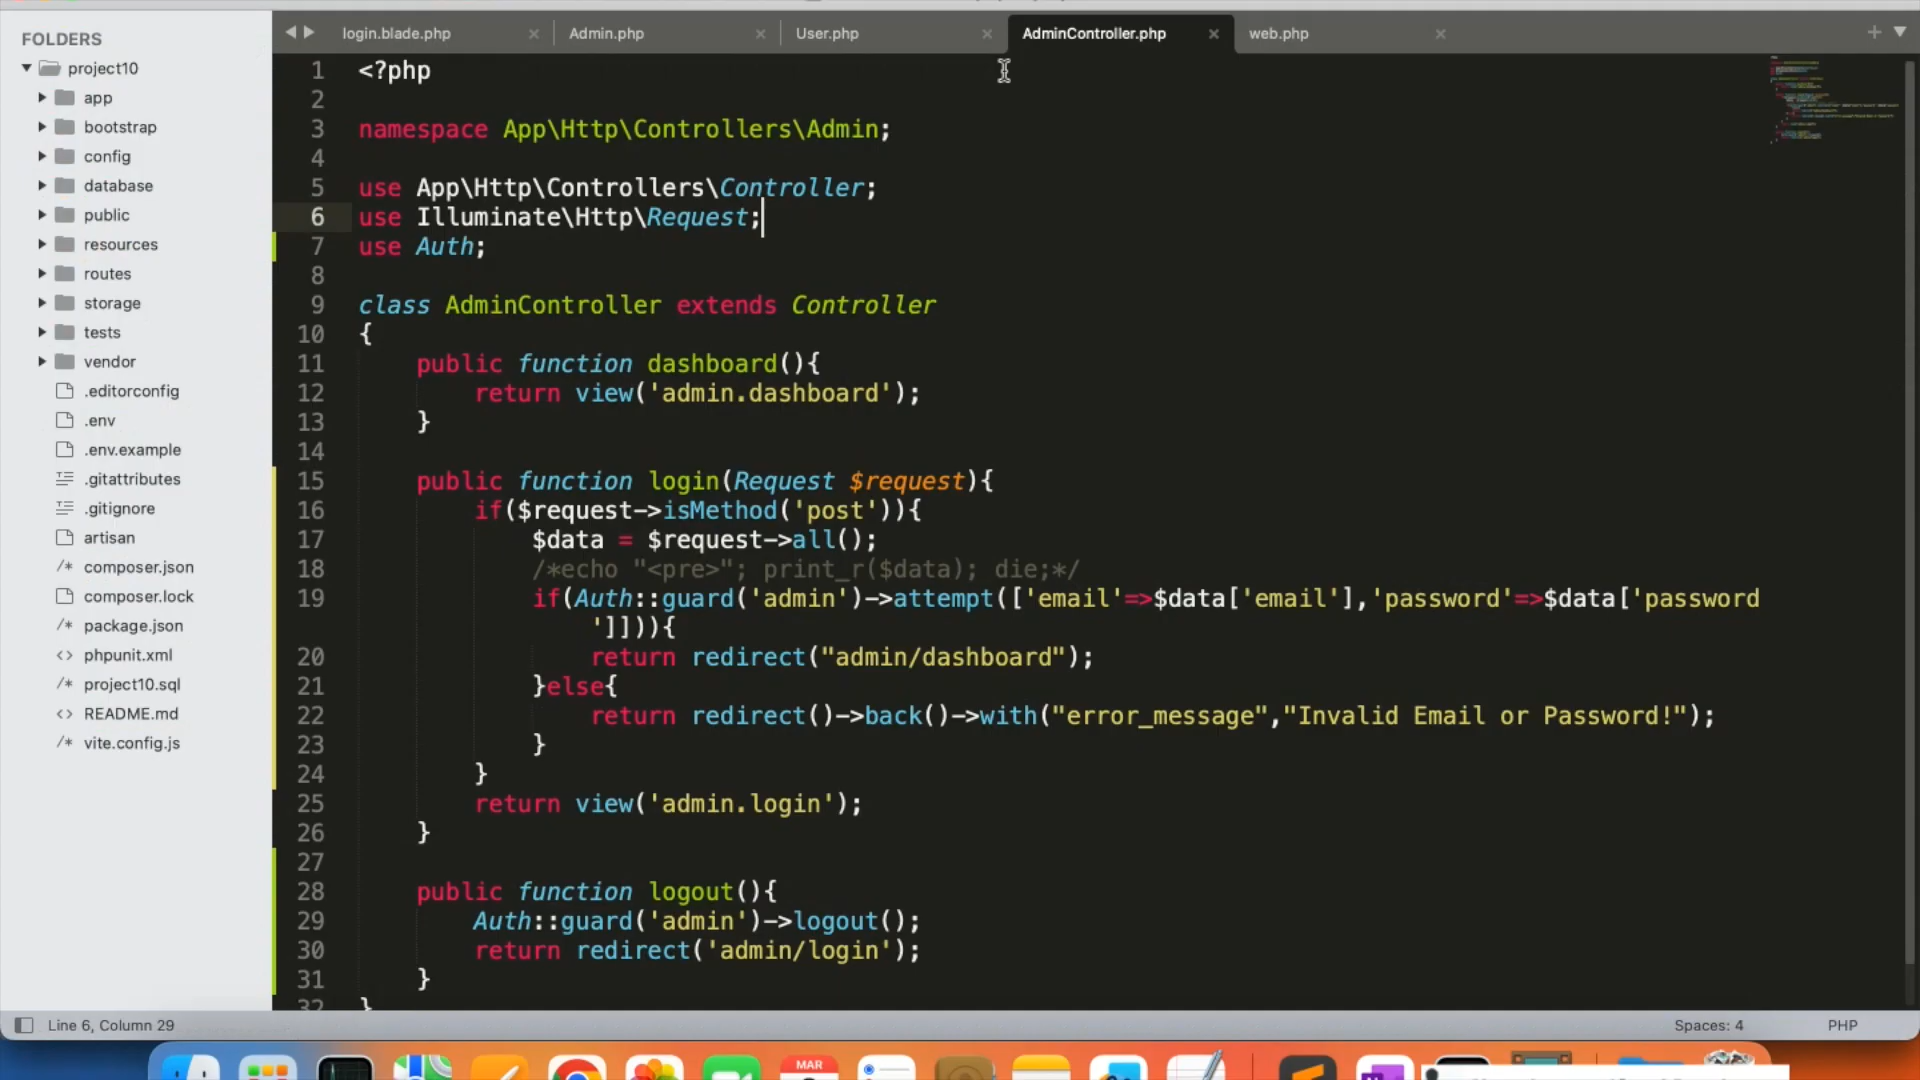 FOLDERS
project10
app
bootstrap
config
database
public
resources
routes
storage
tests
vendor
.editorconfig
.env
.env.example
.gitattributes
.gitignore
artisan
composer.json
composer.lock
package.json
phpunit.xml
project10.sql
README.md
vite.config.js
login.blade.php
Admin.php
User.php
AdminController.php
web.php
1 <?php
2
3 namespace App\Http\Controllers\Admin;
4
5 use App\Http\Controllers\Controller;
6 use Illuminate\Http\Request;
7 use Auth;
8
9 class AdminController extends Controller
10 {
11 public function dashboard(){
12 return view('admin.dashboard');
13 }
14
15 public function login(Request $request){
16 if($request->isMethod('post')){
17 $data = $request->all();
18 /*echo "<pre>"; print_r($data); die;*/
19 if(Auth::guard('admin')->attempt(['email'=>$data['email'],'password'=>$data['password
']])){
20 return redirect("admin/dashboard");
21 }else{
22 return redirect()->back()->with("error_message","Invalid Email or Password!");
23 }
24 }
25 return view('admin.login');
26 }
27
28 public function logout(){
29 Auth::guard('admin')->logout();
30 return redirect('admin/login');
31 }
32 }
Line 6, Column 29
Spaces: 4
PHP
MAR